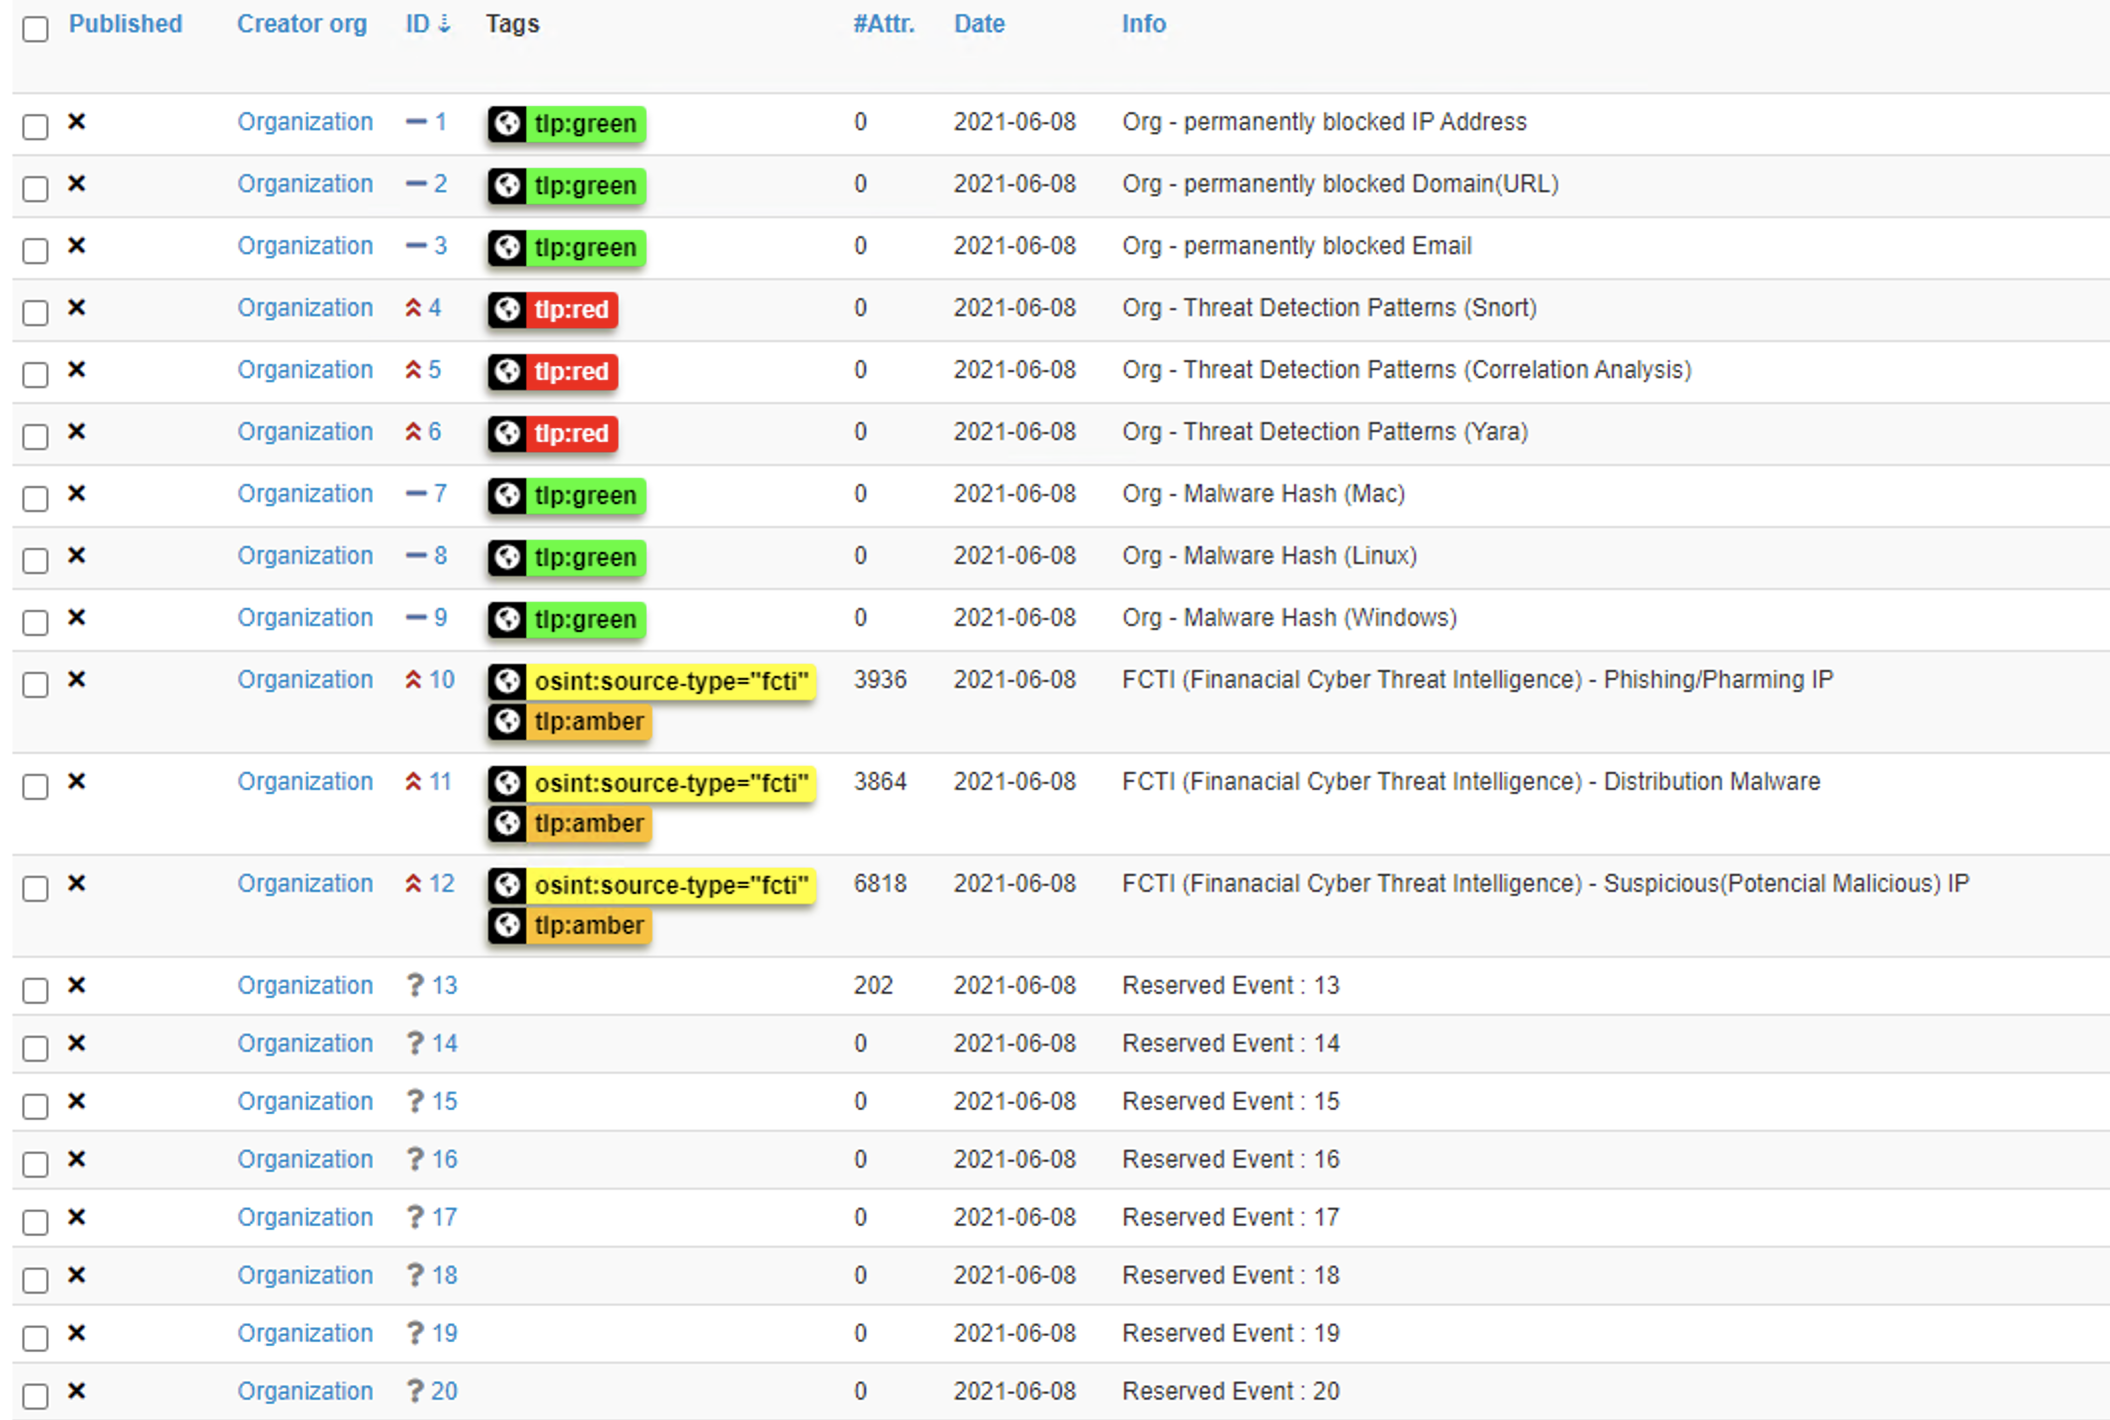 Published Creator org ID Tags #Attr. Date Info
Organization 1 tlp:green 0 2021-06-08 Org - permanently blocked IP Address
Organization 2 tlp:green 0 2021-06-08 Org - permanently blocked Domain(URL)
Organization 3 tlp:green 0 2021-06-08 Org - permanently blocked Email
Organization 4 tlp:red 0 2021-06-08 Org - Threat Detection Patterns (Snort)
Organization 5 tlp:red 0 2021-06-08 Org - Threat Detection Patterns (Correlation Analysis)
Organization 6 tlp:red 0 2021-06-08 Org - Threat Detection Patterns (Yara)
Organization 7 tlp:green 0 2021-06-08 Org - Malware Hash (Mac)
Organization 8 tlp:green 0 2021-06-08 Org - Malware Hash (Linux)
Organization 9 tlp:green 0 2021-06-08 Org - Malware Hash (Windows)
Organization 10 osint:source-type="fcti" 3936 2021-06-08 FCTI (Finanacial Cyber Threat Intelligence) - Phishing/Pharming IP
tlp:amber
Organization 11 osint:source-type="fcti" 3864 2021-06-08 FCTI (Finanacial Cyber Threat Intelligence) - Distribution Malware
tlp:amber
Organization 12 osint:source-type="fcti" 6818 2021-06-08 FCTI (Finanacial Cyber Threat Intelligence) - Suspicious(Potencial Malicious) IP
tlp:amber
Organization ? 13 202 2021-06-08 Reserved Event : 13
Organization ? 14 0 2021-06-08 Reserved Event : 14
Organization ? 15 0 2021-06-08 Reserved Event : 15
Organization ? 16 0 2021-06-08 Reserved Event : 16
Organization ? 17 0 2021-06-08 Reserved Event : 17
Organization ? 18 0 2021-06-08 Reserved Event : 18
Organization ? 19 0 2021-06-08 Reserved Event : 19
Organization ? 20 0 2021-06-08 Reserved Event : 20